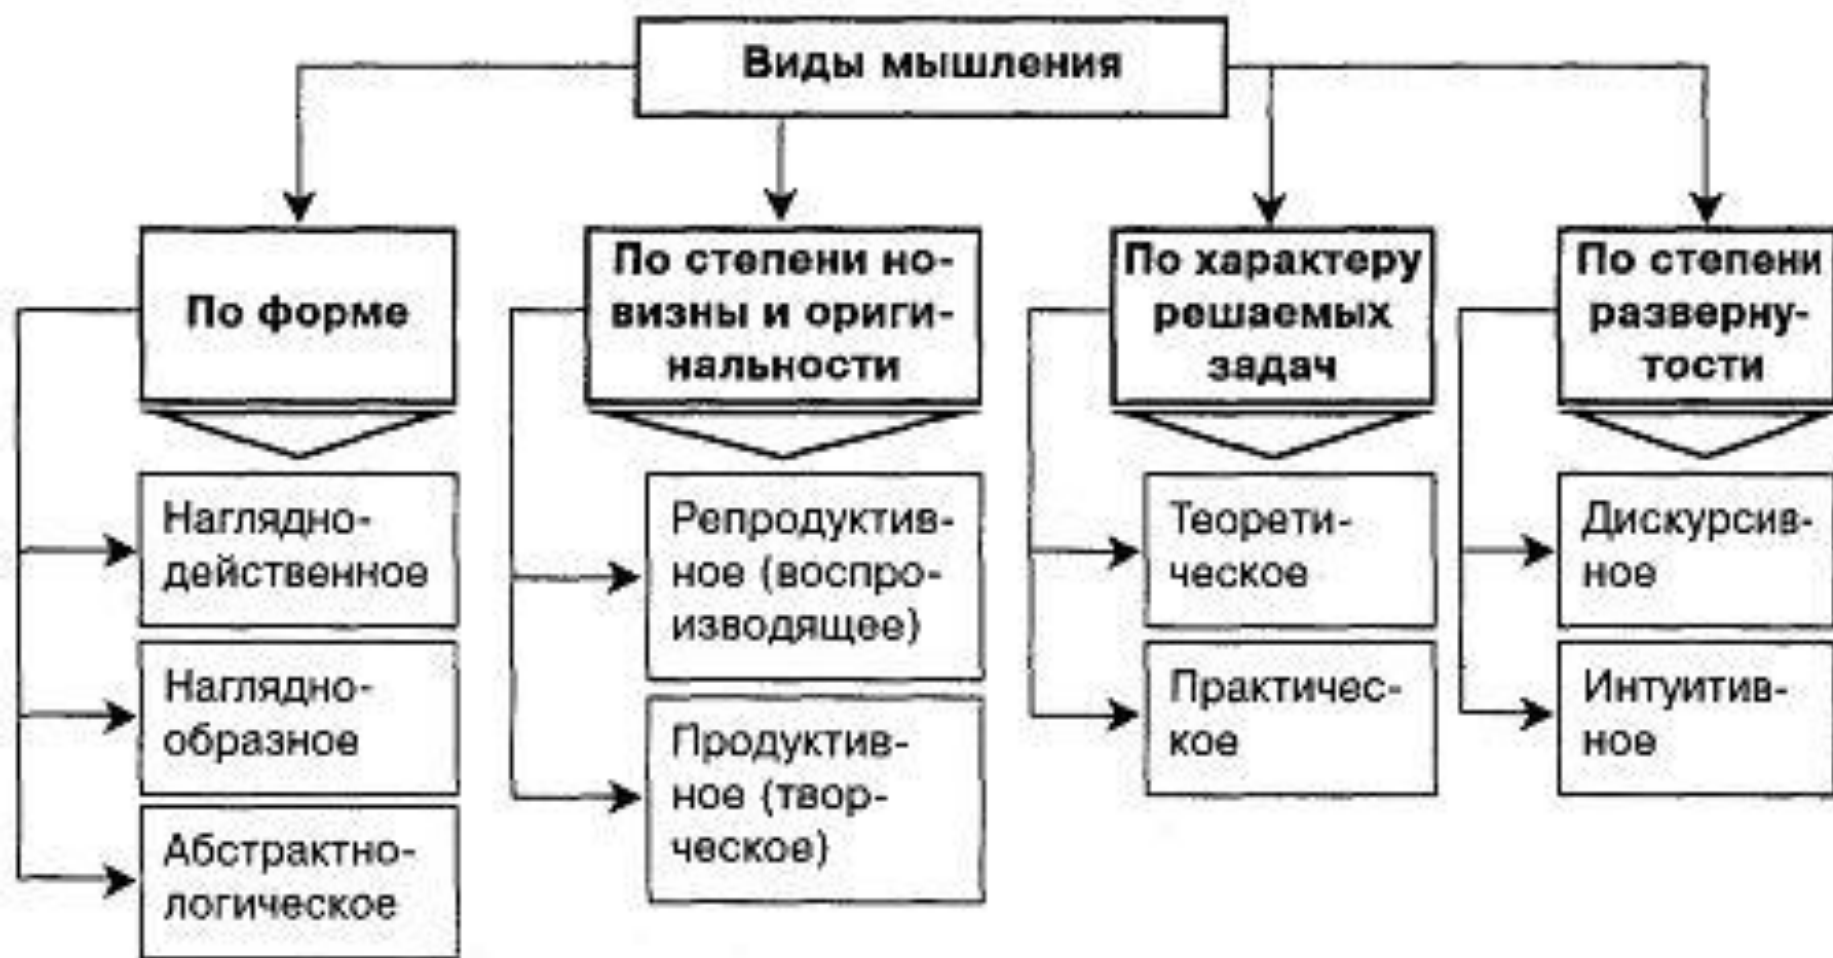 Виды мышления
По форме
Наглядно-
действенное
Наглядно-
образное
Абстрактно-
логическое
По степени но-
визны и ориги-
нальности
Репродуктив-
ное (воспро-
изводящее)
Продуктив-
ное (твор-
ческое)
По характеру
решаемых
задач
Теорети-
ческое
Практичес-
кое
По степени
разверну-
тости
Дискурсив-
ное
Интуитив-
ное